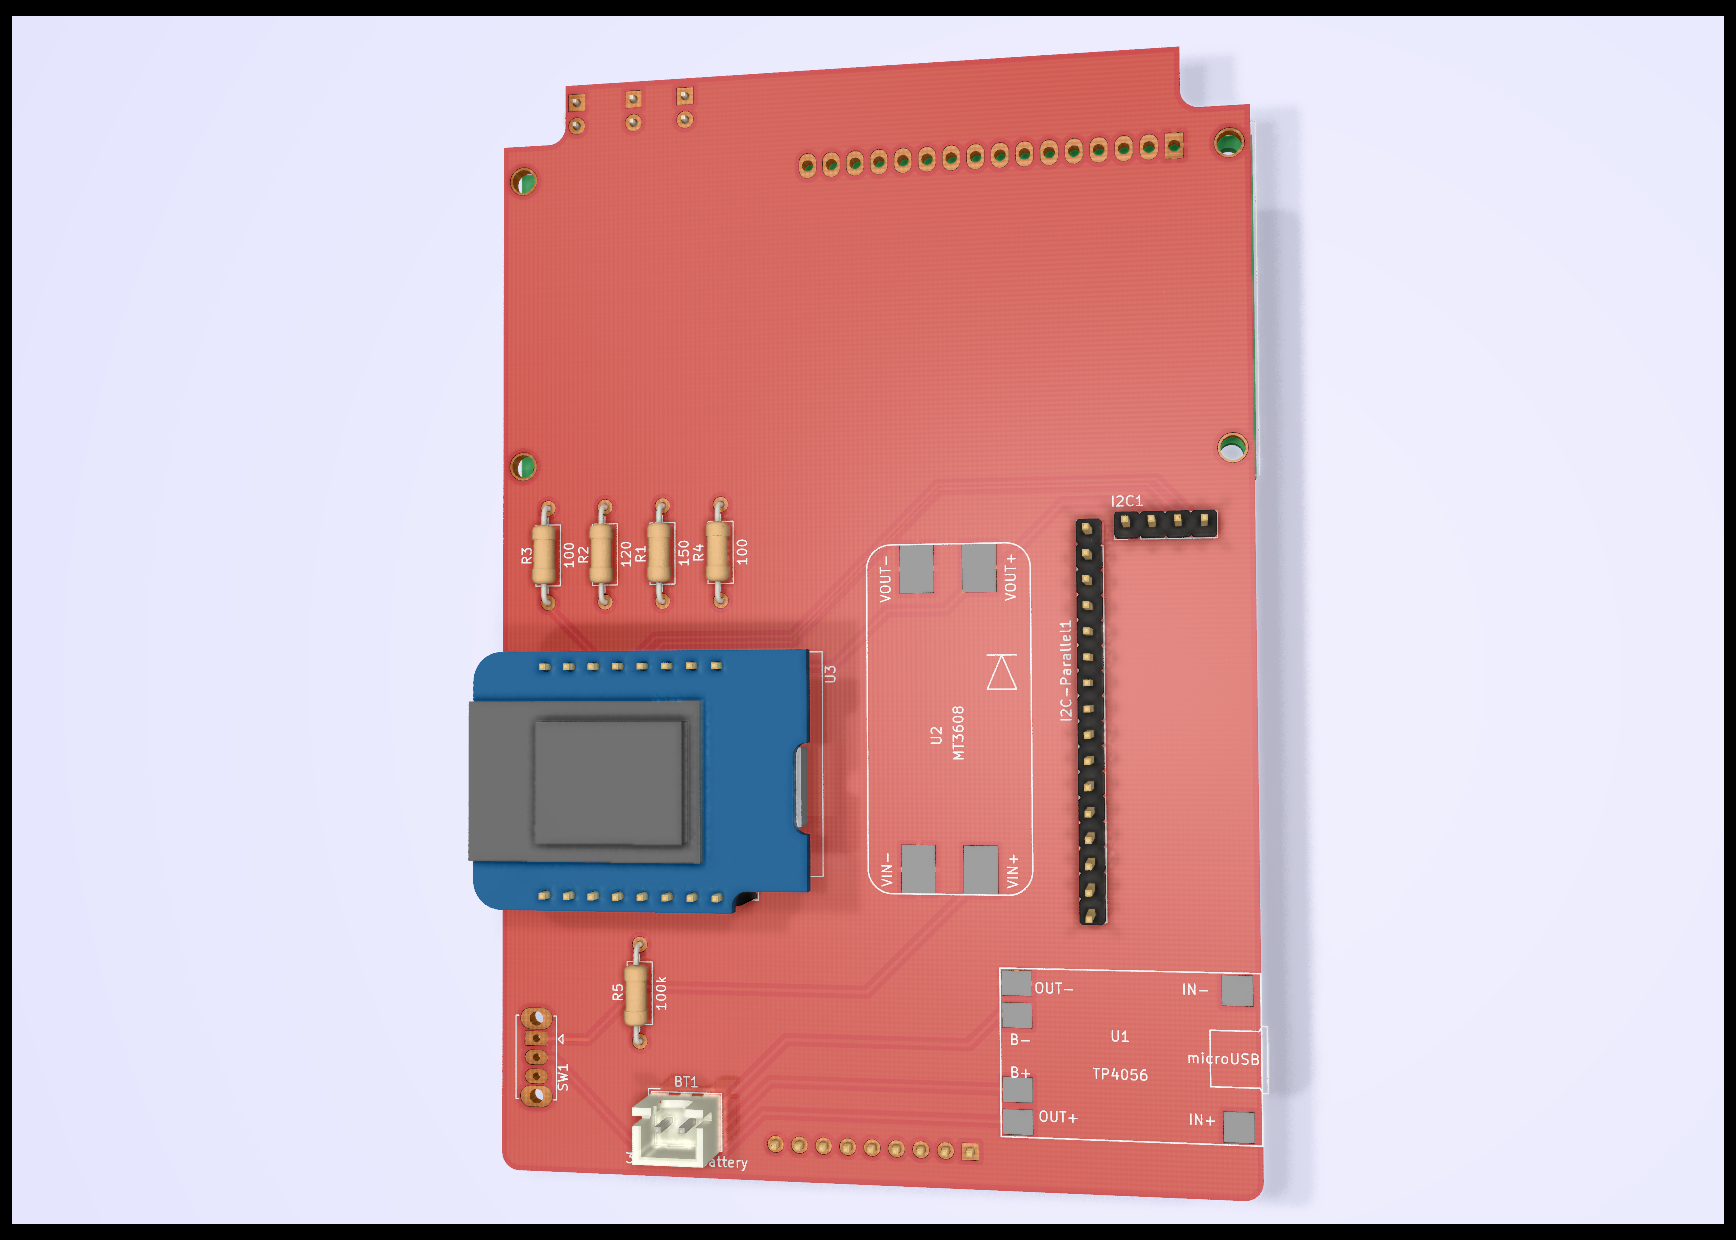 I2C1
R3
100
R2
120
R1
150
R4
100
VOUT-
VOUT+
U3
I2C-Parallel1
U2
MT3608
VIN-
VIN+
R5
100k
OUT-
IN-
B-
U1
microUSB
B+
TP4056
OUT+
IN+
SW1
BT1